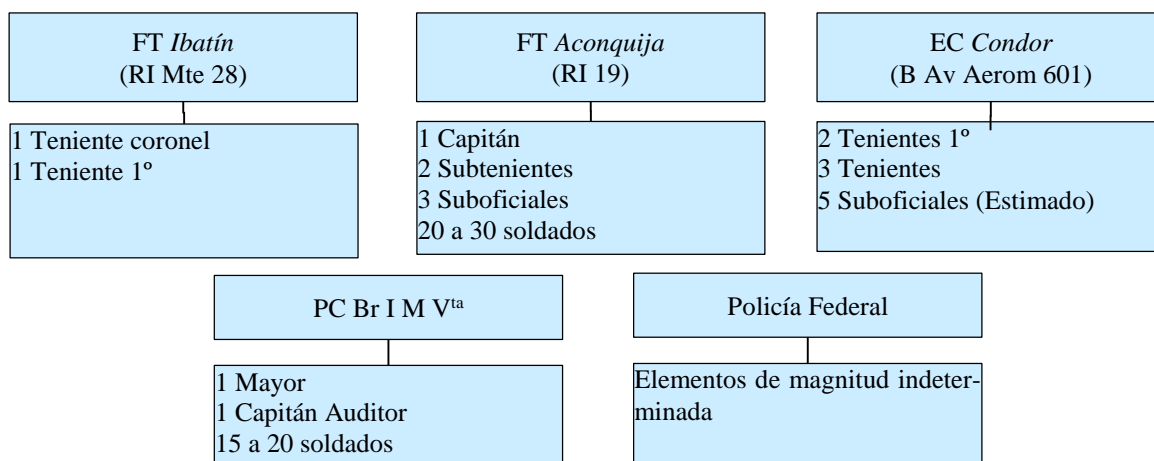 FT Ibatín
(RI Mte 28)
1 Teniente coronel
1 Teniente 1º
FT Aconquija
(RI 19)
1 Capitán
2 Subtenientes
3 Suboficiales
20 a 30 soldados
EC Condor
(B Av Aerom 601)
2 Tenientes 1º
3 Tenientes
5 Suboficiales (Estimado)
PC Br I M Vta
1 Mayor
1 Capitán Auditor
15 a 20 soldados
Policía Federal
Elementos de magnitud indeter-
minada